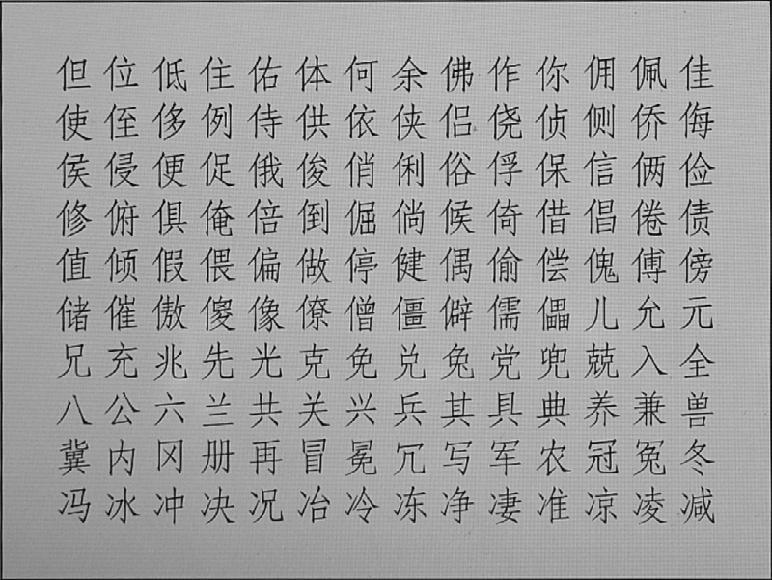 但位低住佑体何余佛作你佣佩佳
使侄侈例侍供依侠侣侥侦侧侨侮
侯侵便促俄俊俏俐俗俘保信俩俭
修俯俱俺倍倒倔倘候倚借倡倦债
值倾假偎偏做停健偶偷偿傀傅傍
储催傲傻像僚僧僵僻儒儡儿允元
兄充兆先光克免兑兔党兜兢入全
八公六兰共关兴兵其具典养兼兽
冀内冈册再冒冕冗写军农冠冤冬
冯冰冲决况冶冷冻净凄准凉凌减